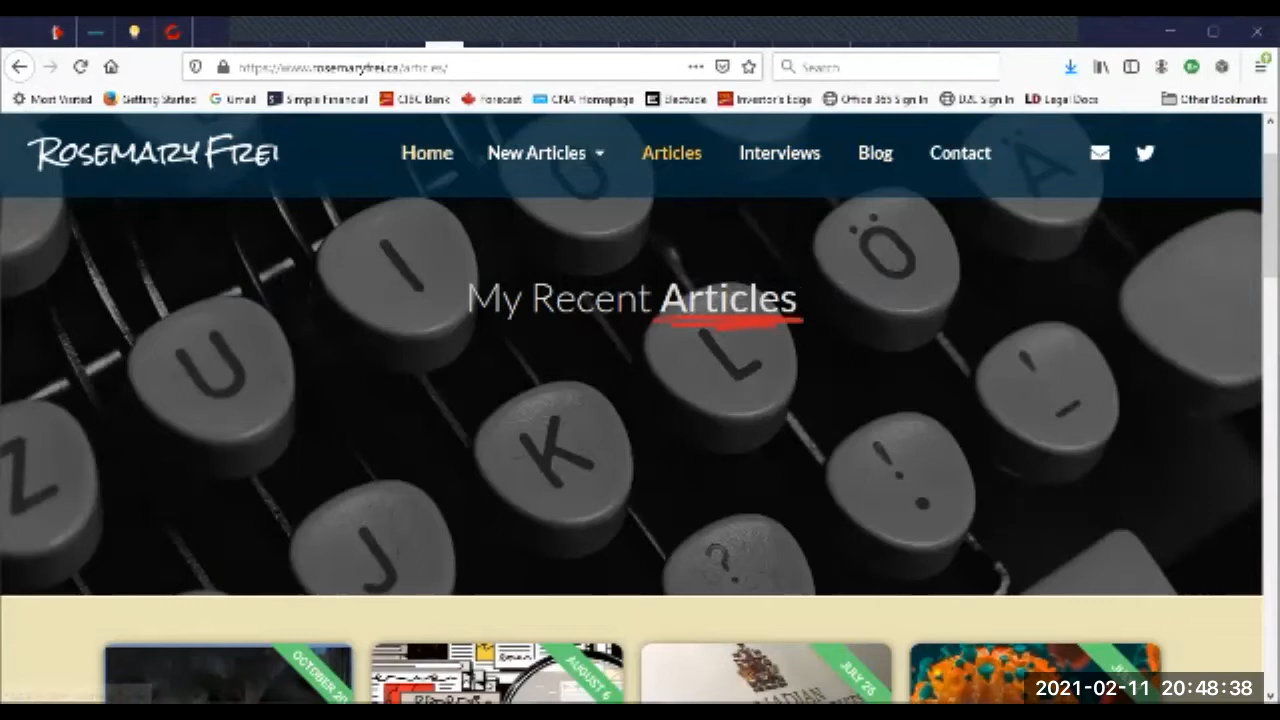 https://www.rosemaryfrei.ca/articles/
Search
Most Visited Getting Started Gmail Simple Financial CIBC Bank Forecast CNA Homepage Electude Investor's Edge Office 365 Sign In D2L Sign In Legal Docs Other Bookmarks
ROSEMARY FREI
Home New Articles Articles Interviews Blog Contact
My Recent Articles
U I O Ö Ä
Z J K L ! ?
OCTOBER 20 AUGUST 6 JULY 25
2021-02-11 20:48:38